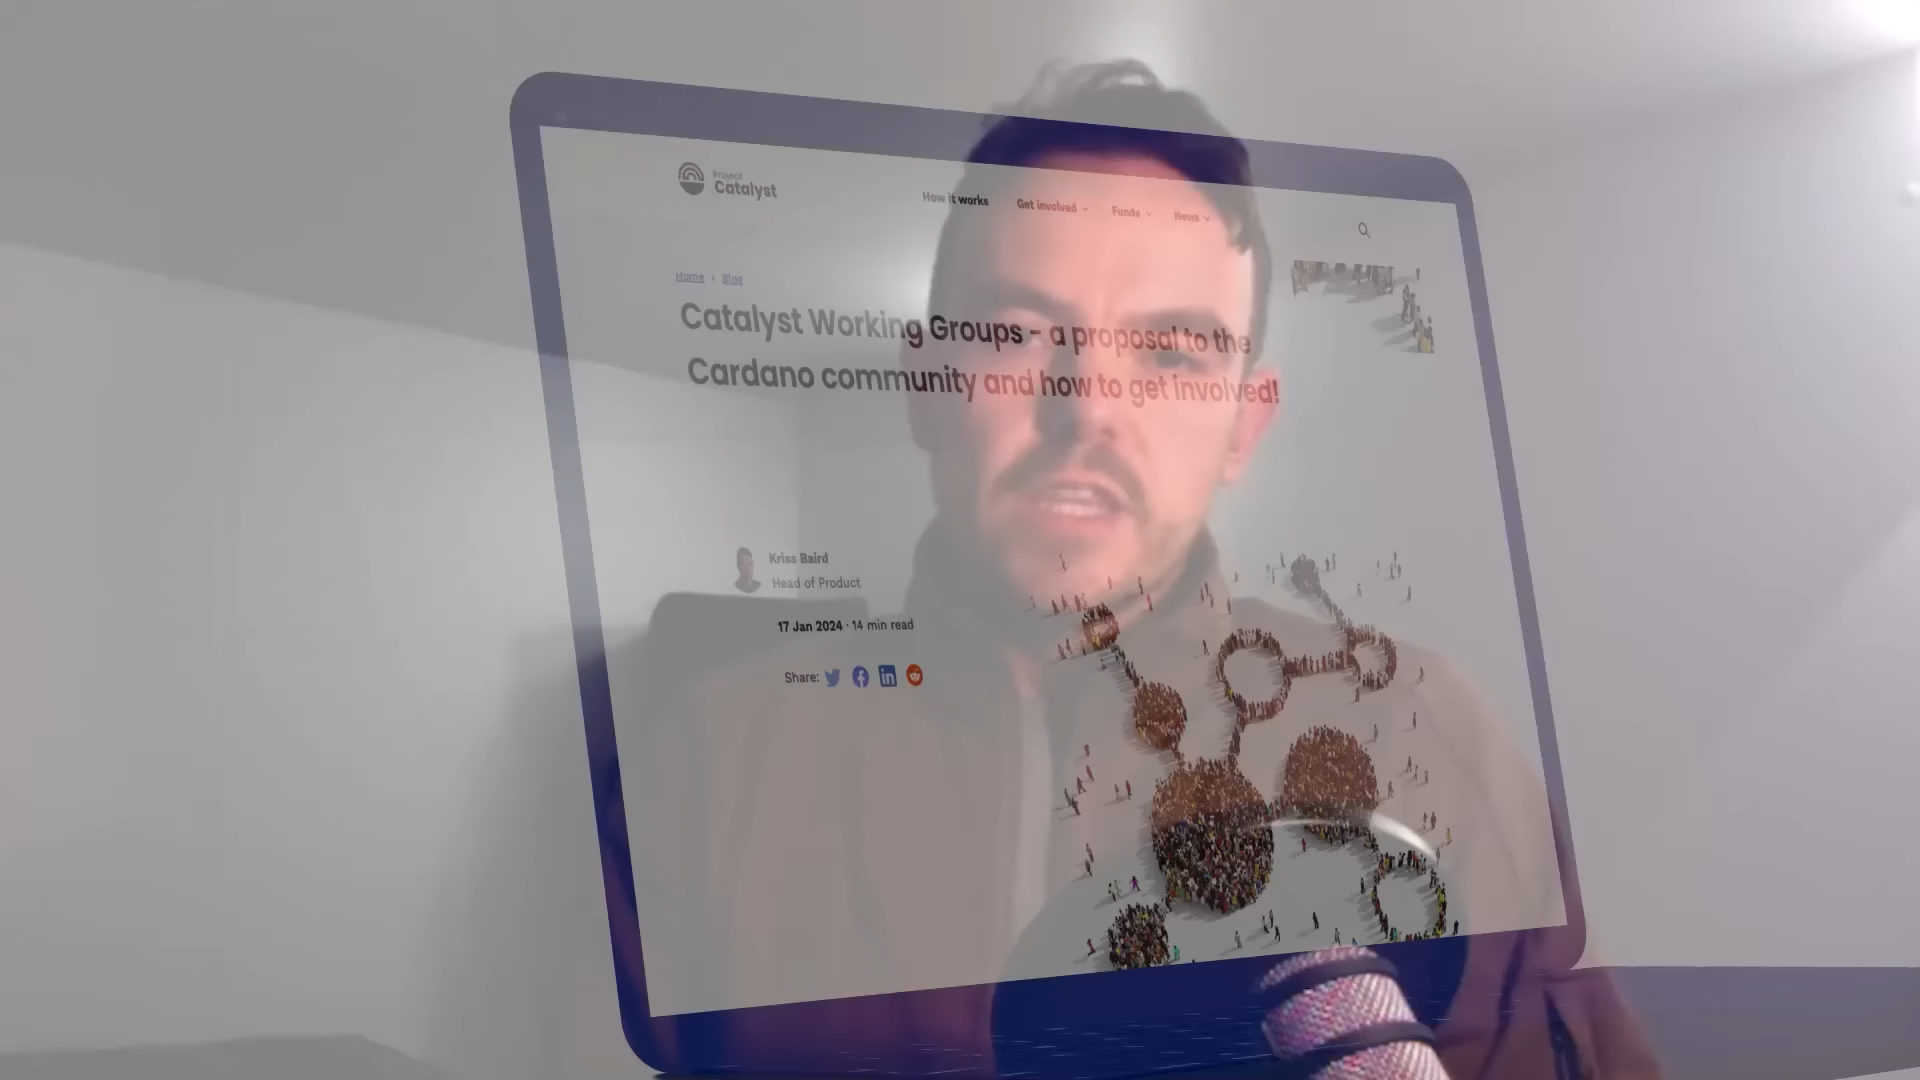 Project
Catalyst
How it works
Get involved
Funds
News
Home › Blog
Catalyst Working Groups - a proposal to the
Cardano community and how to get involved!
Kriss Baird
Head of Product
17 Jan 2024 · 14 min read
Share: